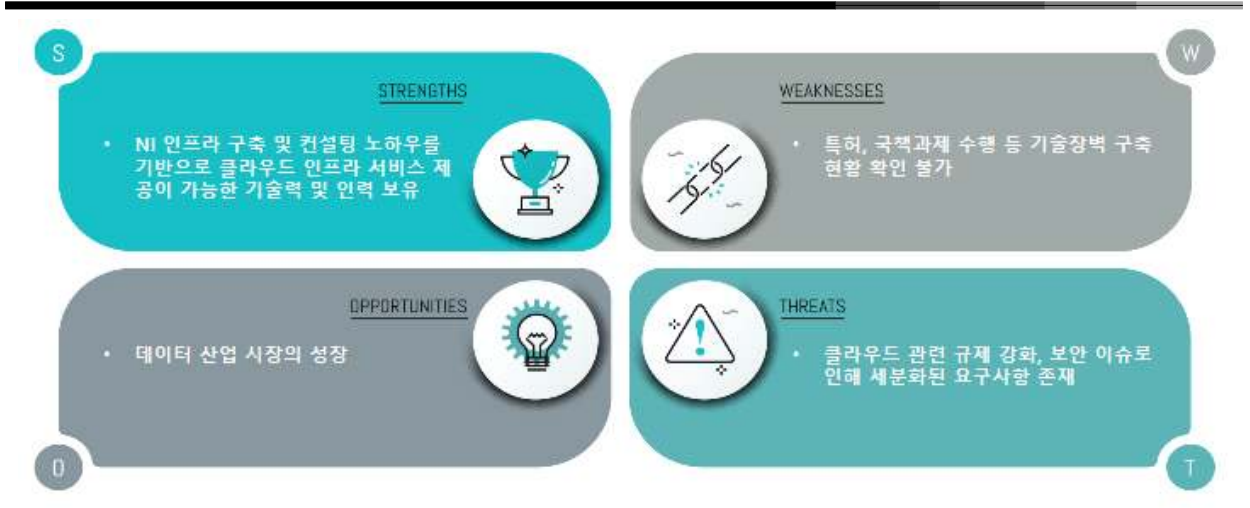 S
STRENGTHS
• NI 인프라 구축 및 컨설팅 노하우를
기반으로 클라우드 인프라 서비스 제
공이 가능한 기술력 및 인력 보유
W
WEAKNESSES
• 특허, 국책과제 수행 등 기술장벽 구축
현황 확인 불가
OPPORTUNITIES
• 데이터 산업 시장의 성장
O
THREATS
• 클라우드 관련 규제 강화, 보안 이슈로
인해 세분화된 요구사항 존재
T